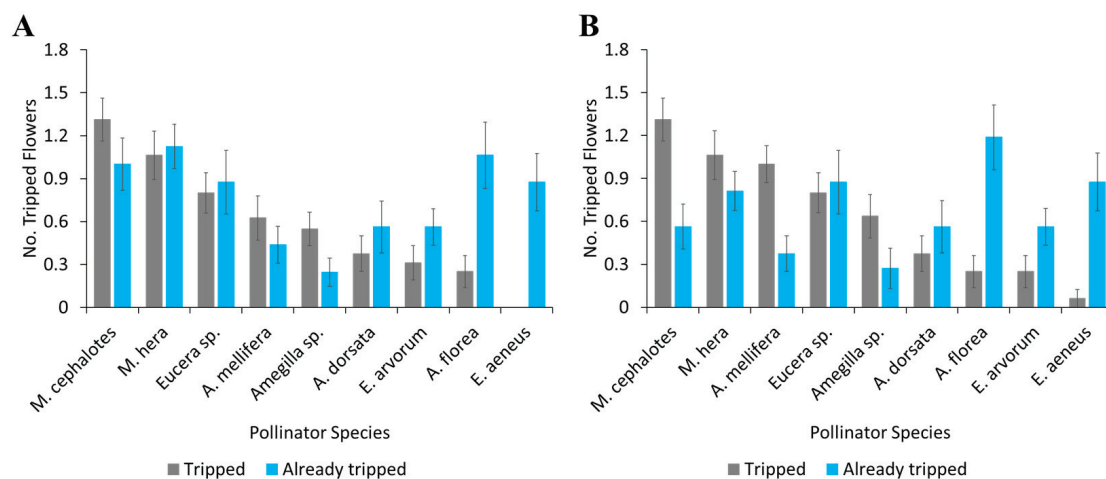 A
No. Tripped Flowers
1.8
1.5
1.2
0.9
0.6
0.3
0
M. cephalotes
M. hera
Eucera sp.
A. mellifera
Amegilla sp.
A. dorsata
E. arvorum
A. florea
E. aeneus
Pollinator Species
Tripped Already tripped
B
No. Tripped Flowers
1.8
1.5
1.2
0.9
0.6
0.3
0
M. cephalotes
M. hera
A. mellifera
Eucera sp.
Amegilla sp.
A. dorsata
A. florea
E. arvorum
E. aeneus
Pollinator Species
Tripped Already tripped